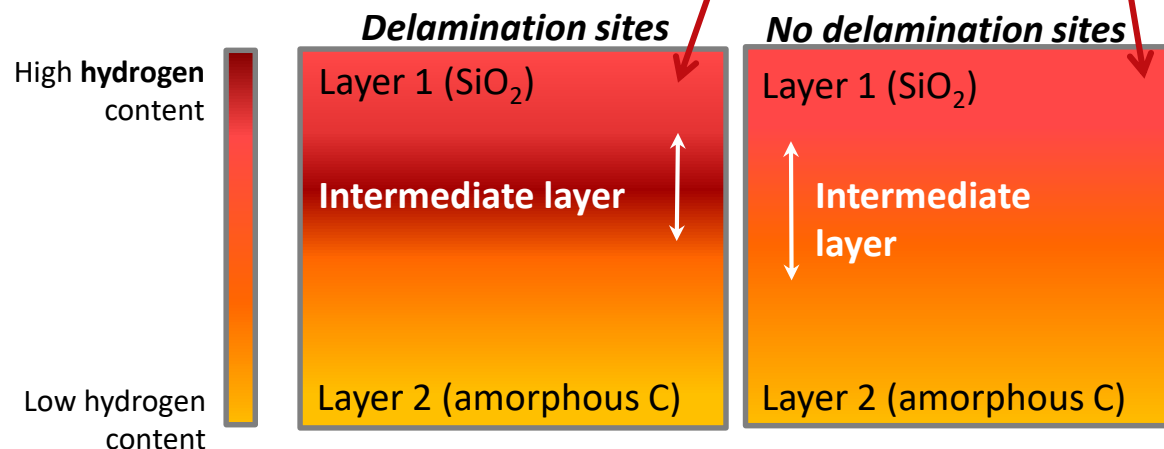 Delamination sites
No delamination sites
High hydrogen
content
Layer 1 (SiO₂)
Layer 1 (SiO₂)
Intermediate layer
Intermediate
layer
Low hydrogen
content
Layer 2 (amorphous C)
Layer 2 (amorphous C)